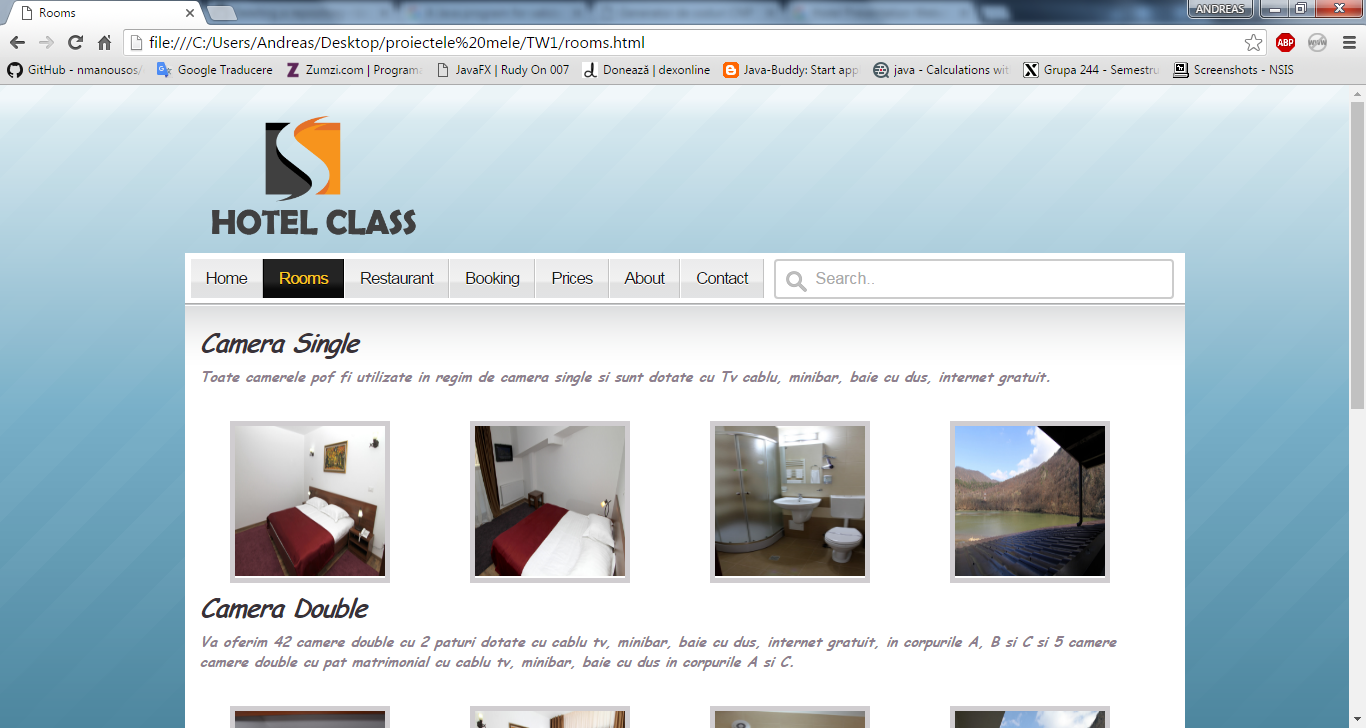 Rooms
ANDREAS
file:///C:/Users/Andreas/Desktop/proiectele%20mele/TW1/rooms.html
ABP
GitHub - nmanousos/ Google Traducere Zumzi.com | Programa JavaFX | Rudy On 007 Donează | dexonline Java-Buddy: Start app java - Calculations wit Grupa 244 - Semestru Screenshots - NSIS
HOTEL CLASS
Home Rooms Restaurant Booking Prices About Contact Search..
Camera Single
Toate camerele pof fi utilizate in regim de camera single si sunt dotate cu Tv cablu, minibar, baie cu dus, internet gratuit.
Camera Double
Va oferim 42 camere double cu 2 paturi dotate cu cablu tv, minibar, baie cu dus, internet gratuit, in corpurile A, B si C si 5 camere
camere double cu pat matrimonial cu cablu tv, minibar, baie cu dus in corpurile A si C.